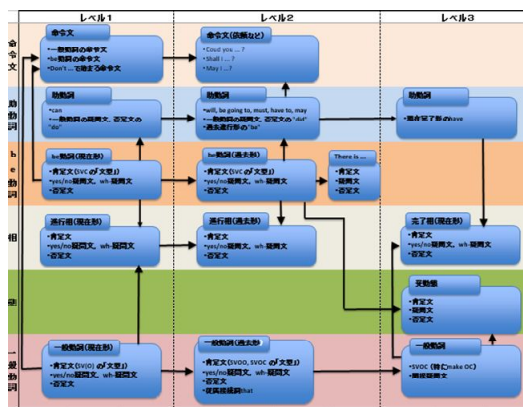 レベル1
レベル2
レベル3
命令文
命令文
・一般動詞の命令文
・be動詞の命令文
・Don't ... で始まる命令文
命令文(依頼など)
・Coud you ... ?
・Shall i ... ?
・May i ... ?
助動詞
助動詞
・can
・一般動詞の疑問文, 否定文の
"do"
助動詞
・will, be going to, must, have to, may
・一般動詞の疑問文, 否定文の"did"
・過去進行形の"be"
助動詞
・現在完了形のhave
be動詞
be動詞(現在形)
・肯定文(SVCの「文型」)
・yes/no疑問文, wh-疑問文
・否定文
be動詞(過去形)
・肯定文(SVCの「文型」)
・yes/no疑問文, wh-疑問文
・否定文
There is ...
・肯定文
・疑問文
・否定文
相
進行相(現在形)
・肯定文
・yes/no疑問文, wh-疑問文
・否定文
進行相(過去形)
・肯定文
・yes/no疑問文, wh-疑問文
・否定文
完了相(現在形)
・肯定文
・yes/no疑問文, wh-疑問文
・否定文
態
受動態
・肯定文
・疑問文
・否定文
一般動詞
一般動詞(現在形)
・肯定文(SV(O)の「文型」)
・yes/no疑問文, wh-疑問文
・否定文
一般動詞(過去形)
・肯定文(SVOO, SVOCの「文型」)
・yes/no疑問文, wh-疑問文
・否定文
・従属接続詞that
一般動詞
・SVOC (特にmake OC)
・間接疑問文